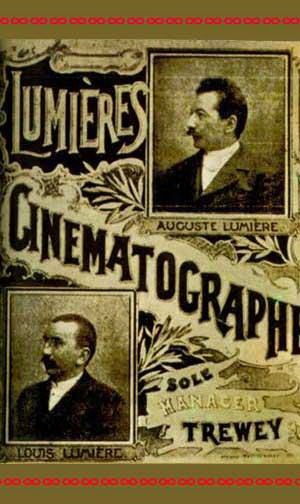 LUMIÈRES
AUGUSTE LUMIÈRE.
CINEMATOGRAPHE
SOLE
MANAGER
TREWEY
LOUIS LUMIÈRE.